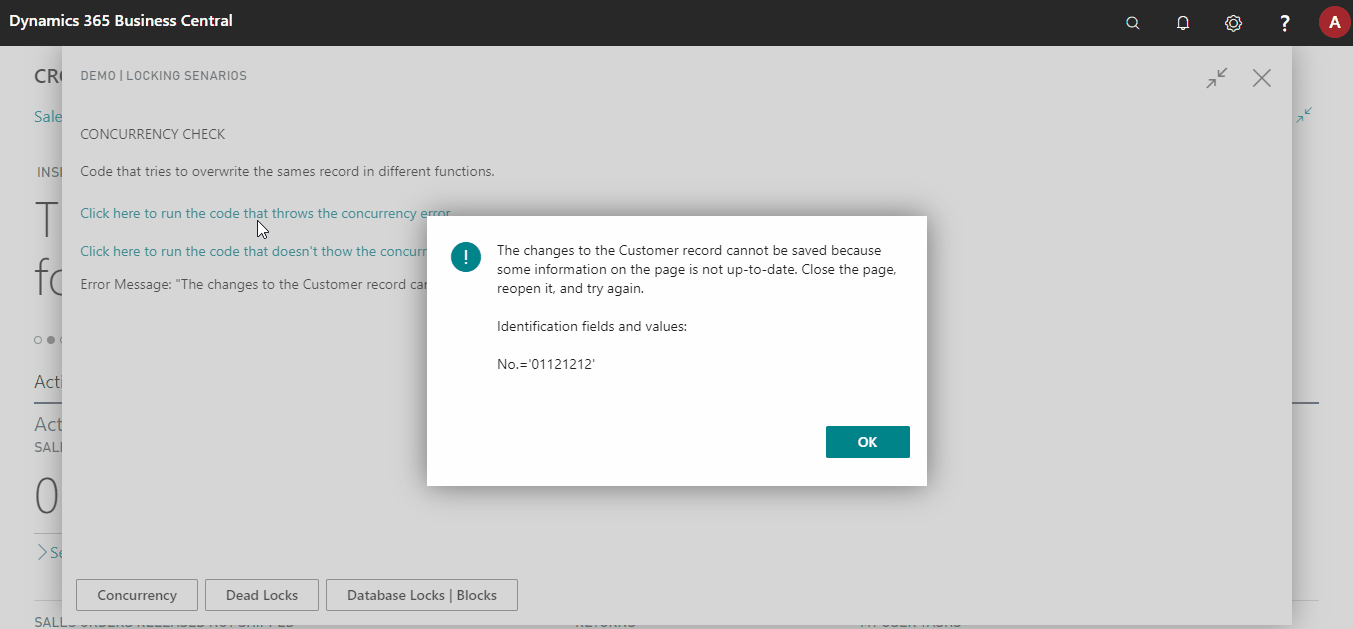 Dynamics 365 Business Central
?
A
DEMO | LOCKING SENARIOS
CONCURRENCY CHECK
Code that tries to overwrite the sames record in different functions.
Click here to run the code that throws the concurrency error
Click here to run the code that doesn't thow the concurr
Error Message: "The changes to the Customer record car
!
The changes to the Customer record cannot be saved because
some information on the page is not up-to-date. Close the page,
reopen it, and try again.
Identification fields and values:
No.='01121212'
OK
CR
Sale
INS
T
fo
Acti
Act
SAL
0
Se
Concurrency
Dead Locks
Database Locks | Blocks